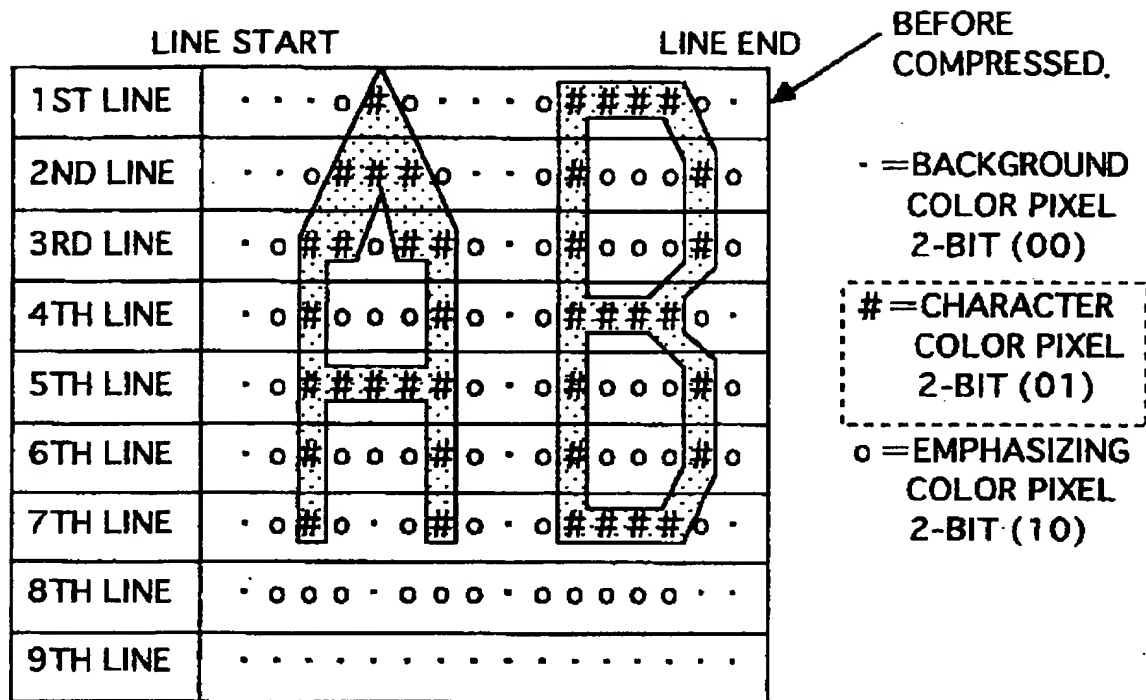 LINE START LINE END BEFORE
COMPRESSED.
1ST LINE · · · o # o · · · o # # # # o ·
2ND LINE · · o # # # o · · o # o o o # o
3RD LINE · o # # o # # o · o # o o o # o
4TH LINE · o # o o o # o · o # # # # o ·
5TH LINE · o # # # # # o · o # o o o # o
6TH LINE · o # o o o # o · o # o o o # o
7TH LINE · o # o · o # o · o # # # # o ·
8TH LINE · o o o · o o o · o o o o o · ·
9TH LINE · · · · · · · · · · · · · · · ·
· =BACKGROUND
COLOR PIXEL
2-BIT (00)
# =CHARACTER
COLOR PIXEL
2-BIT (01)
o =EMPHASIZING
COLOR PIXEL
2-BIT (10)